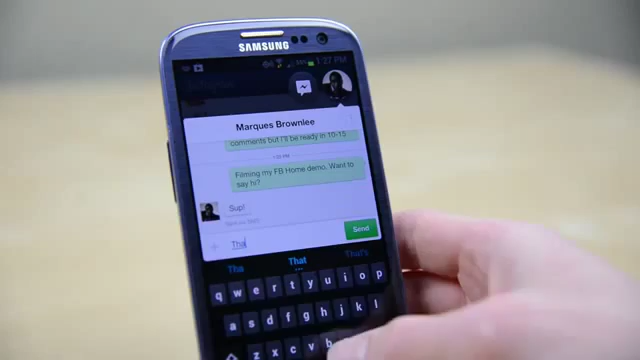 SAMSUNG
1:27 PM
Marques Brownlee
comments but I'll be ready in 10-15
Filming my FB Home demo. Want to
say hi?
Sup!
Tha
Send
Tha That That's
q w e r t y u i o p
a s d f g h j k l
z x c v b